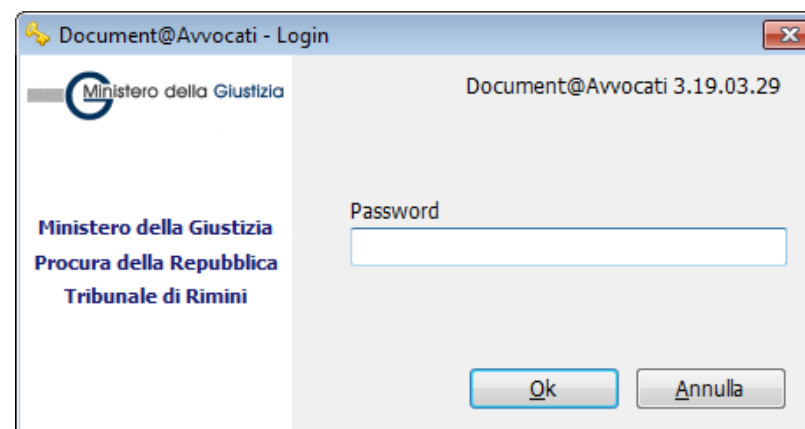 Document@Avvocati - Login
Ministero della Giustizia
Document@Avvocati 3.19.03.29
Ministero della Giustizia
Procura della Repubblica
Tribunale di Rimini
Password
Ok
Annulla